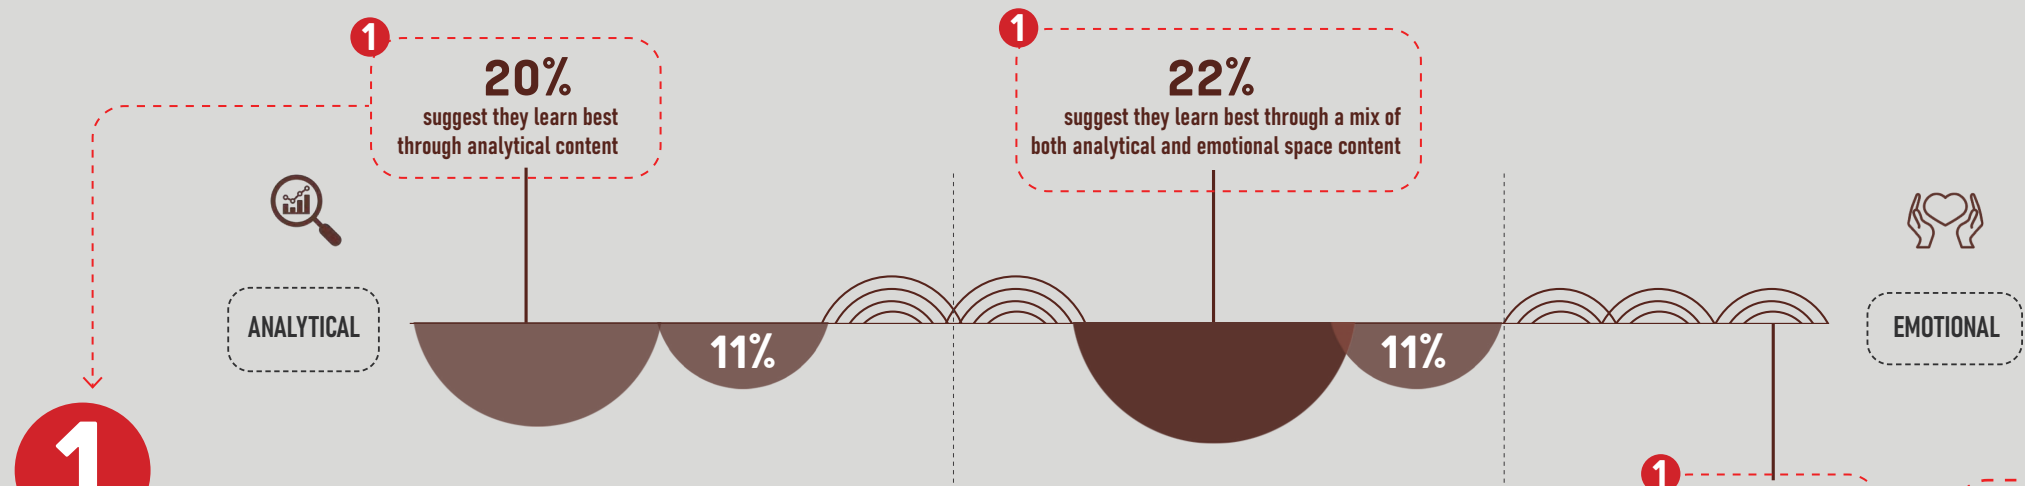 1
20%
suggest they learn best
through analytical content
1
22%
suggest they learn best through a mix of
both analytical and emotional space content
ANALYTICAL
11%
11%
EMOTIONAL
1
1